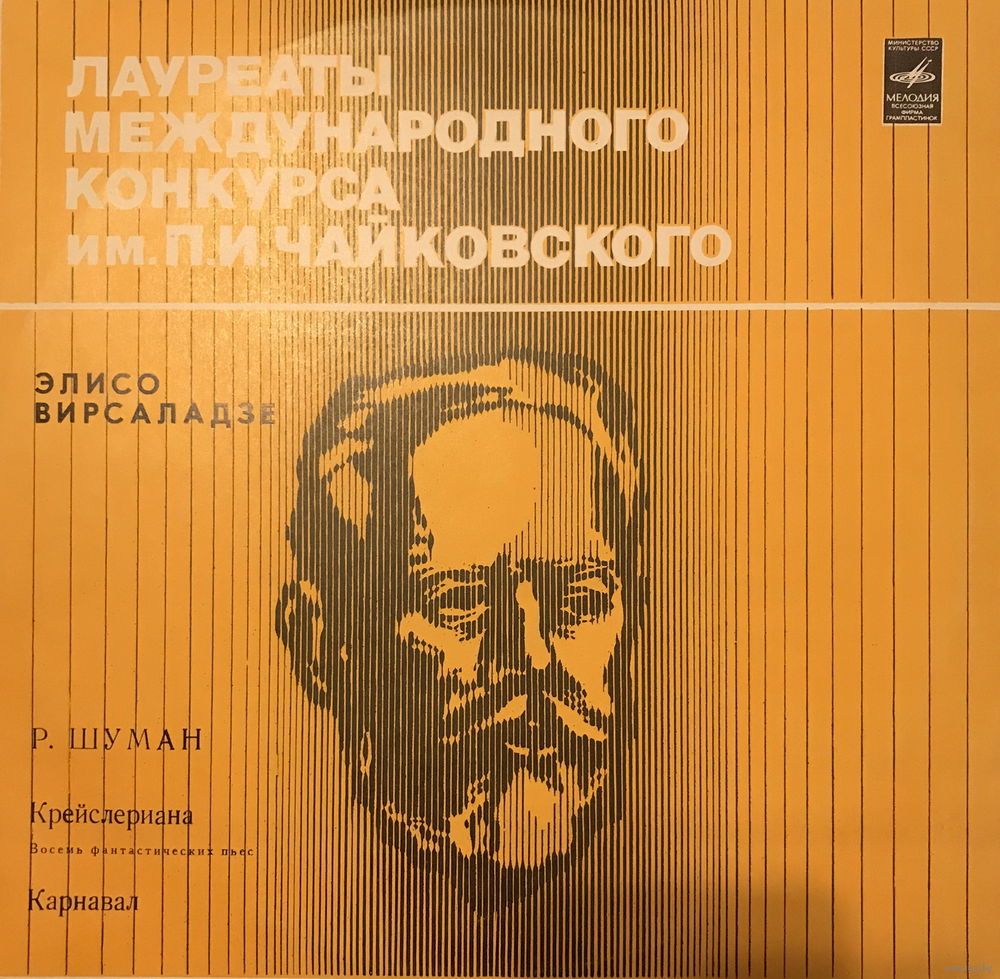 ЛАУРЕАТЫ
МЕЖДУНАРОДНОГО
КОНКУРСА
ИМ. П.И. ЧАЙКОВСКОГО
МИНИСТЕРСТВО
КУЛЬТУРЫ СССР
МЕЛОДИЯ
ВСЕСОЮЗНАЯ
ФИРМА
ГРАМПЛАСТИНОК
ЭЛИСО
ВИРСАЛАДЗЕ
Р. ШУМАН
Крейслериана
Восемь фантастических пьес
Карнавал